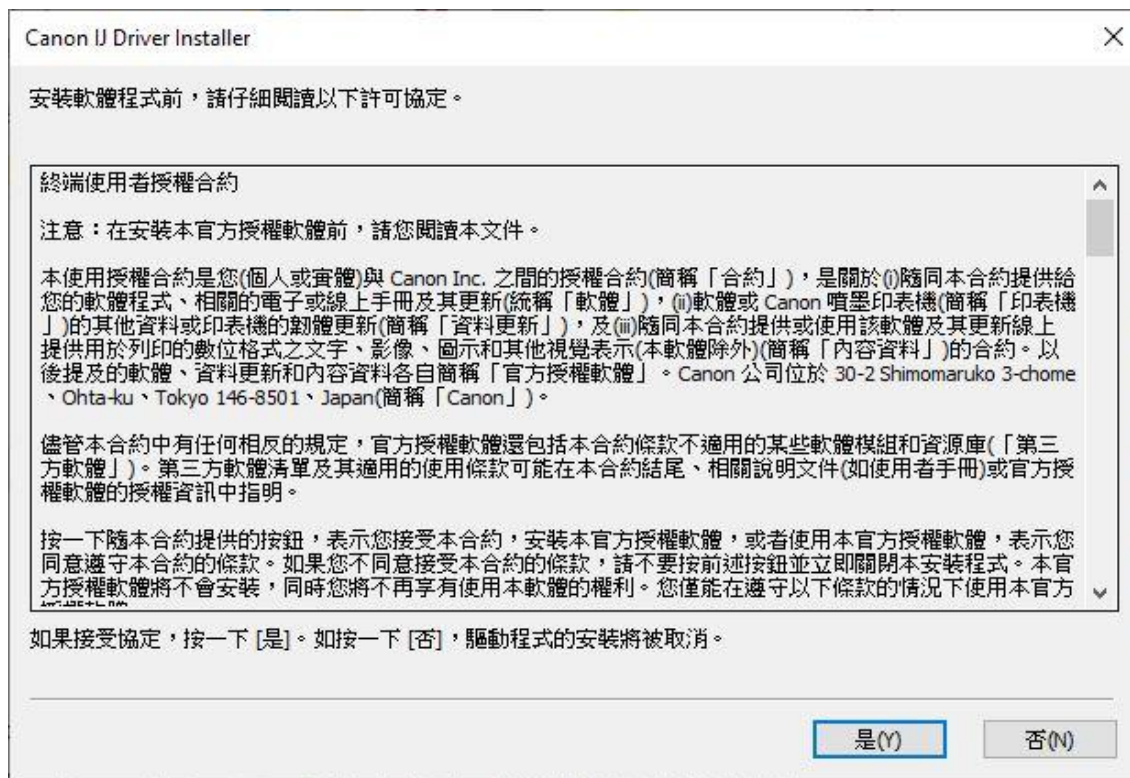 Canon IJ Driver Installer
安裝軟體程式前，請仔細閱讀以下許可協定。
終端使用者授權合約
注意：在安裝本官方授權軟體前，請您閱讀本文件。
本使用授權合約是您(個人或實體)與 Canon Inc. 之間的授權合約(簡稱「合約」)，是關於(i)隨同本合約提供給
您的軟體程式、相關的電子或線上手冊及其更新(統稱「軟體」)，(ii)軟體或 Canon 噴墨印表機(簡稱「印表機
」)的其他資料或印表機的韌體更新(簡稱「資料更新」)，及(iii)隨同本合約提供或使用該軟體及其更新線上
提供用於列印的數位格式之文字、影像、圖示和其他視覺表示(本軟體除外)(簡稱「內容資料」)的合約。以
後提及的軟體、資料更新和內容資料各自簡稱「官方授權軟體」。Canon 公司位於 30-2 Shimomaruko 3-chome
、Ohta-ku、Tokyo 146-8501、Japan(簡稱「Canon」)。
儘管本合約中有任何相反的規定，官方授權軟體還包括本合約條款不適用的某些軟體模組和資源庫(「第三
方軟體」)。第三方軟體清單及其適用的使用條款可能在本合約結尾、相關說明文件(如使用者手冊)或官方授
權軟體的授權資訊中指明。
按一下隨本合約提供的按鈕，表示您接受本合約，安裝本官方授權軟體，或者使用本官方授權軟體，表示您
同意遵守本合約的條款。如果您不同意接受本合約的條款，請不要按前述按鈕並立即關閉本安裝程式。本官
方授權軟體將不會安裝，同時您將不再享有使用本軟體的權利。您僅能在遵守以下條款的情況下使用本官方
如果接受協定，按一下 [是]。如按一下 [否]，驅動程式的安裝將被取消。
是(Y)
否(N)